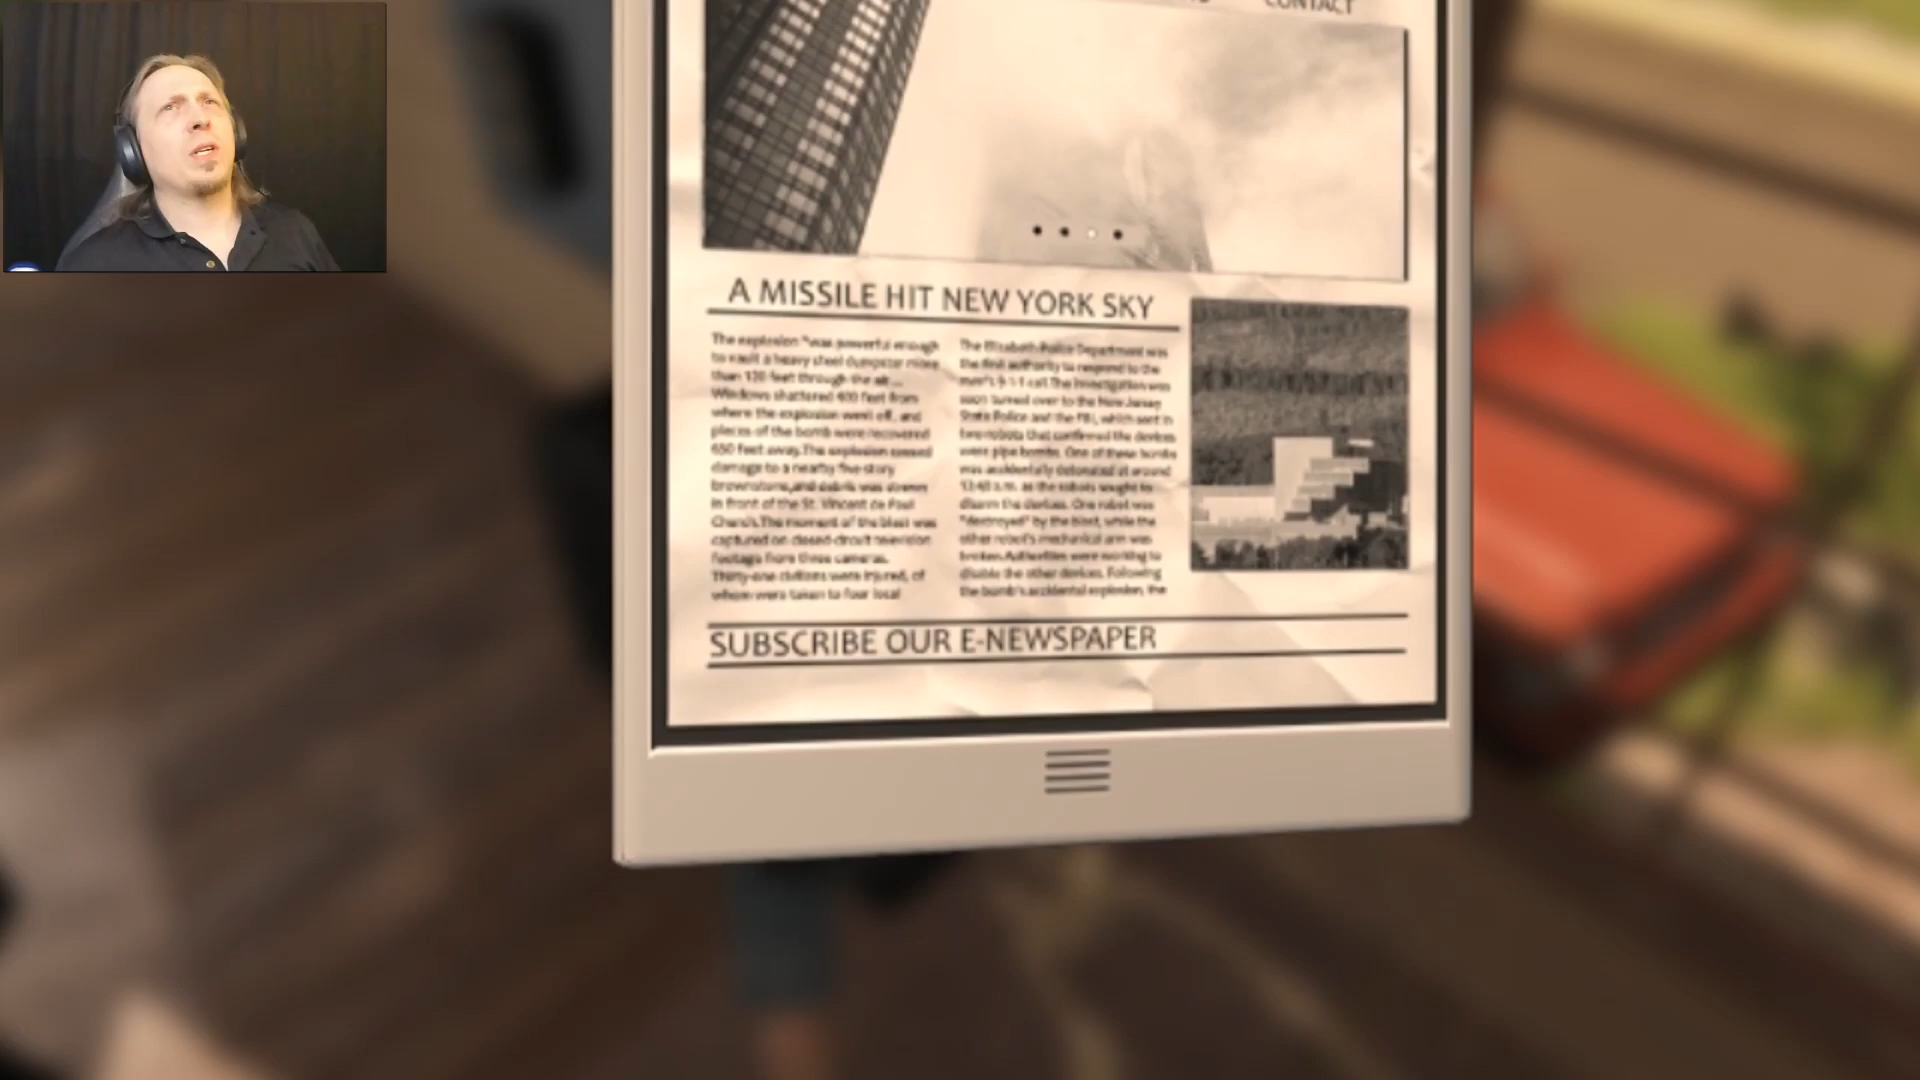 CONTACT
A MISSILE HIT NEW YORK SKY
The explosion "was powerful enough
to vault a heavy steel dumpster more
than 120 feet through the air ...
Windows shattered 400 feet from
where the explosion went off, and
pieces of the bomb were recovered
650 feet away.The explosion caused
damage to a nearby five-story
brownstone,and debris was strewn
in front of the St. Vincent de Paul
Church.The moment of the blast was
captured on closed-circuit television
footage from three cameras.
Thirty-one civilians were injured, of
whom were taken to four local
The Elizabeth Police Department was
the first authority to respond to the
men's 9-1-1 call.The investigation was
soon turned over to the New Jersey
State Police and the FBI, which sent in
two robots that confirmed the devices
were pipe bombs. One of these bombs
was accidentally detonated at around
12:40 a.m. as the robots sought to
disarm the devices. One robot was
"destroyed" by the blast, while the
other robot's mechanical arm was
broken.Authorities were working to
disable the other devices. Following
the bomb's accidental explosion, the
SUBSCRIBE OUR E-NEWSPAPER